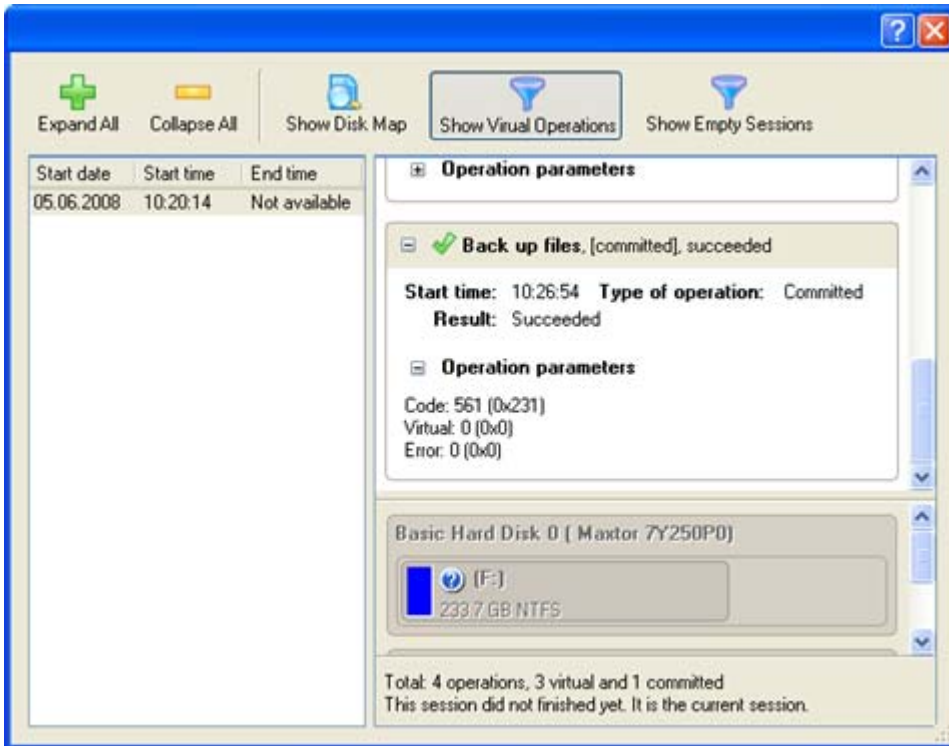 Expand All
Collapse All
Show Disk Map
Show Virual Operations
Show Empty Sessions
Start date Start time End time
05.06.2008 10:20:14 Not available
Operation parameters
Back up files, [committed], succeeded
Start time: 10:26:54 Type of operation: Committed
Result: Succeeded
Operation parameters
Code: 561 (0x231)
Virtual: 0 (0x0)
Error: 0 (0x0)
Basic Hard Disk 0 ( Maxtor 7Y250P0)
(F:)
233.7 GB NTFS
Total: 4 operations, 3 virtual and 1 committed
This session did not finished yet. It is the current session.